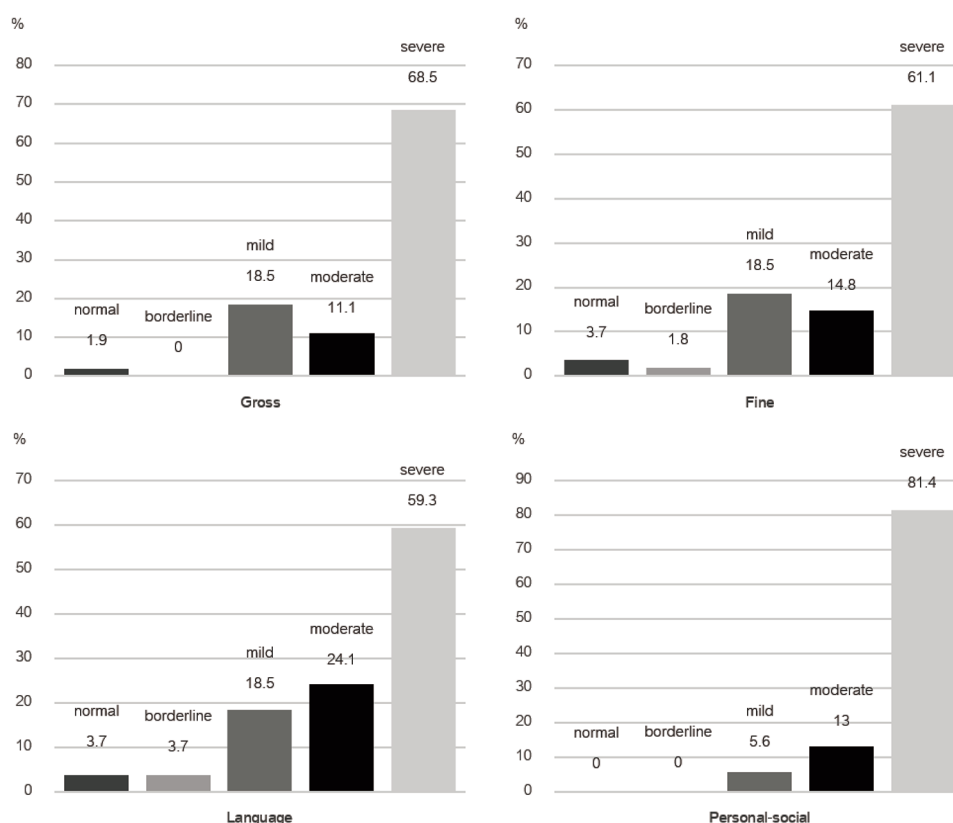 %
severe
80
68.5
70
60
50
40
30
mild
18.5
moderate
20
11.1
normal
borderline
10
1.9
0
0
Gross
%
severe
70
61.1
60
50
40
30
mild
moderate
20
18.5
14.8
normal
borderline
10
3.7
1.8
0
Fine
%
severe
70
59.3
60
50
40
moderate
30
mild
24.1
18.5
20
normal
borderline
10
3.7
3.7
0
Language
%
severe
90
81.4
80
70
60
50
40
30
moderate
20
mild
13
normal
borderline
10
5.6
0
0
0
Personal-social